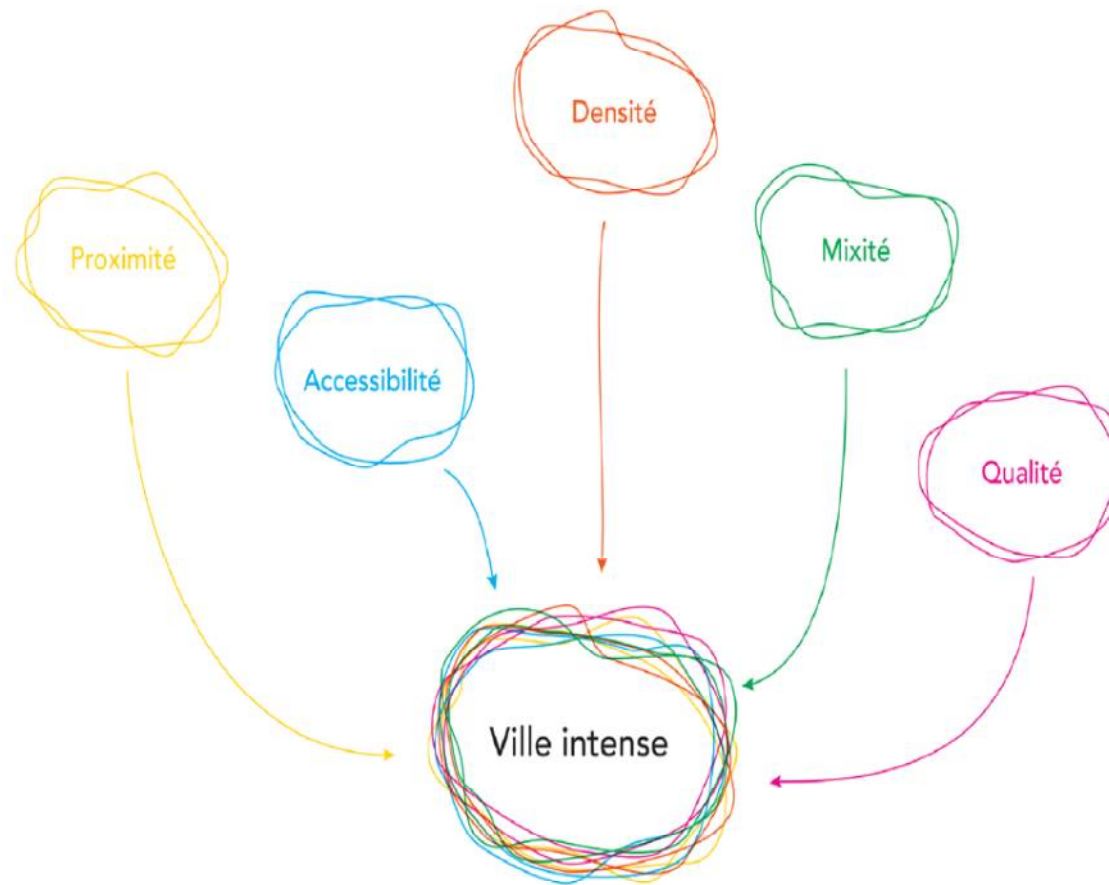 Densité
Proximité
Mixité
Accessibilité
Qualité
Ville intense